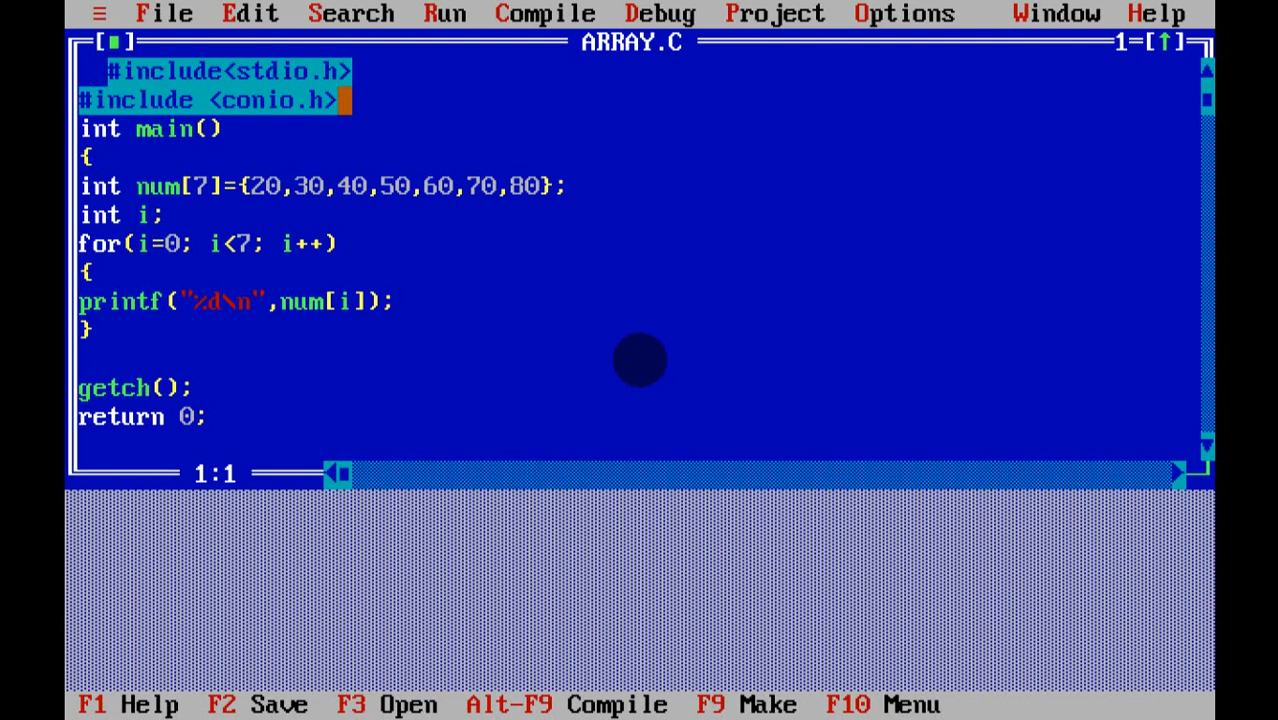 ≡ File Edit Search Run Compile Debug Project Options Window Help
[■] ARRAY.C 1=[↑]
#include<stdio.h>
#include <conio.h>
int main()
{
int num[7]={20,30,40,50,60,70,80};
int i;
for(i=0; i<7; i++)
{
printf("%d\n",num[i]);
}
getch();
return 0;
1:1
F1 Help F2 Save F3 Open Alt-F9 Compile F9 Make F10 Menu